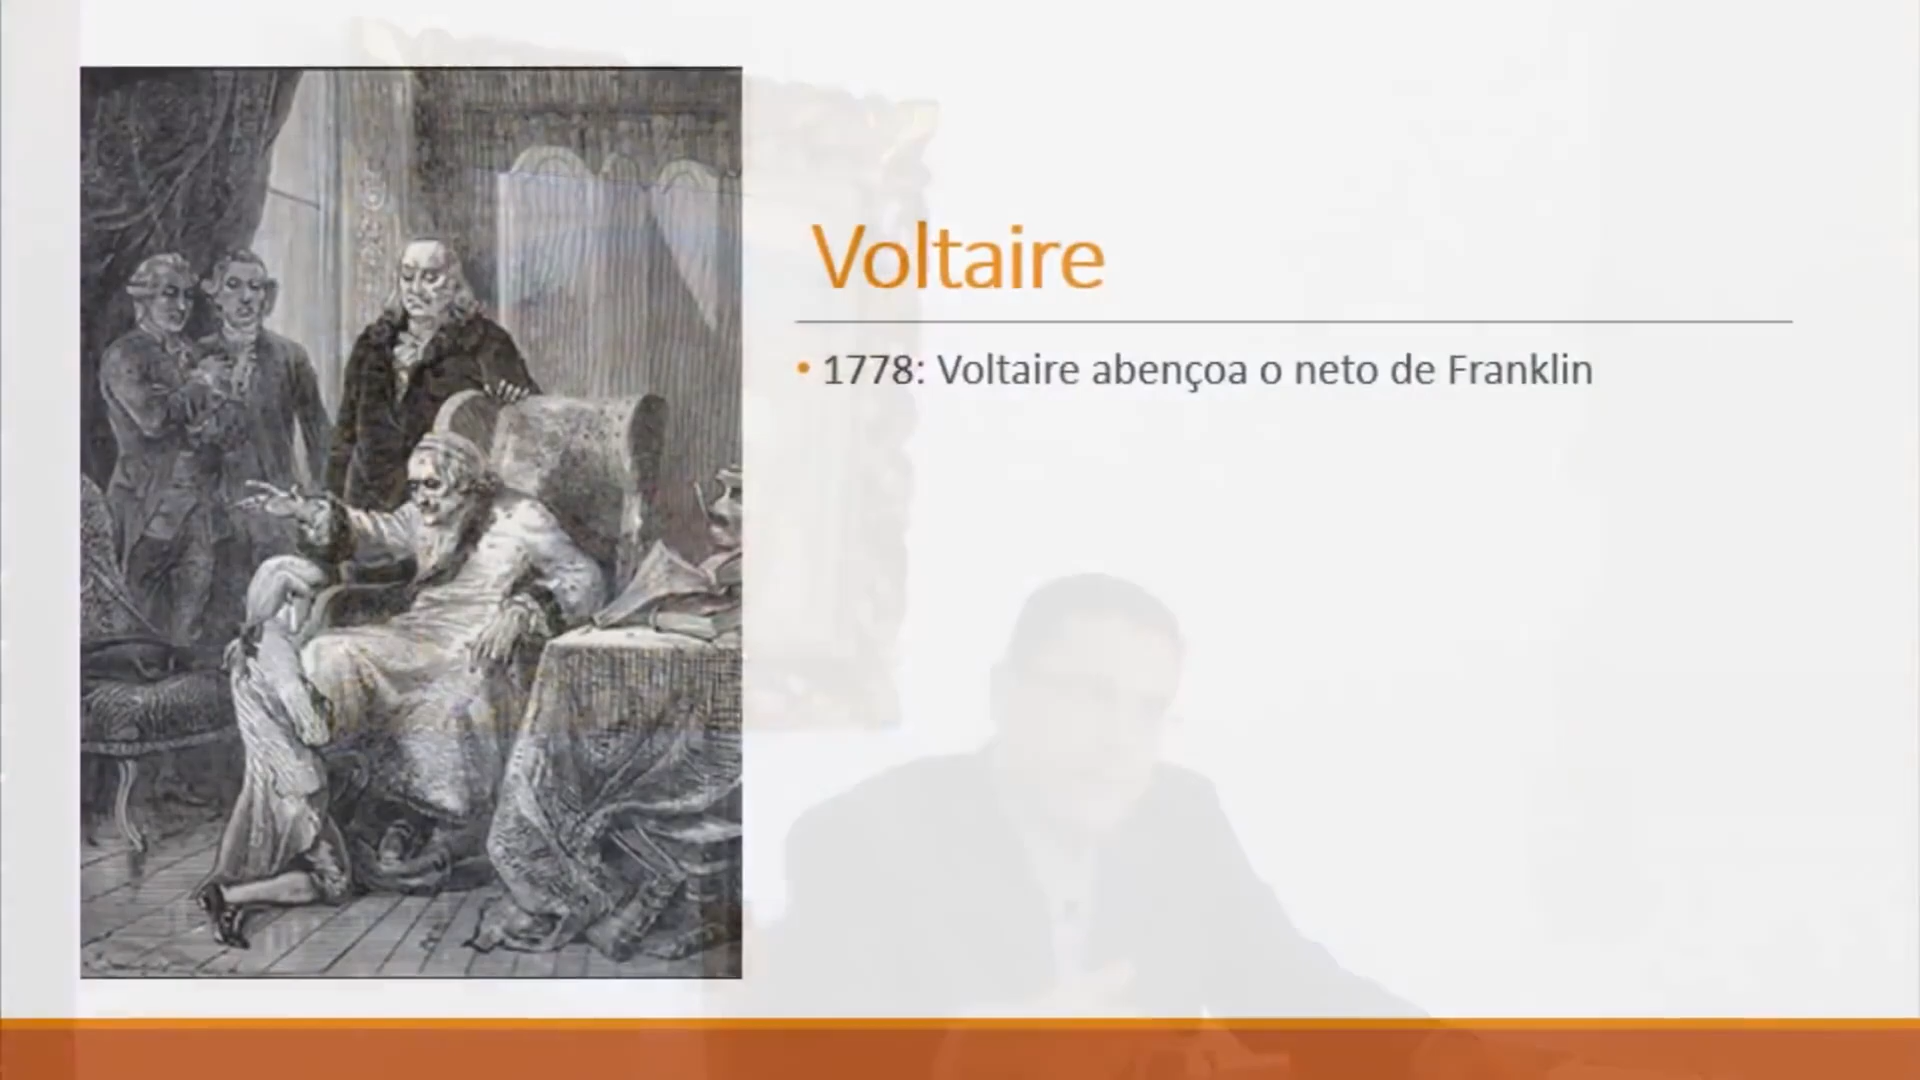 Voltaire
• 1778: Voltaire abençoa o neto de Franklin